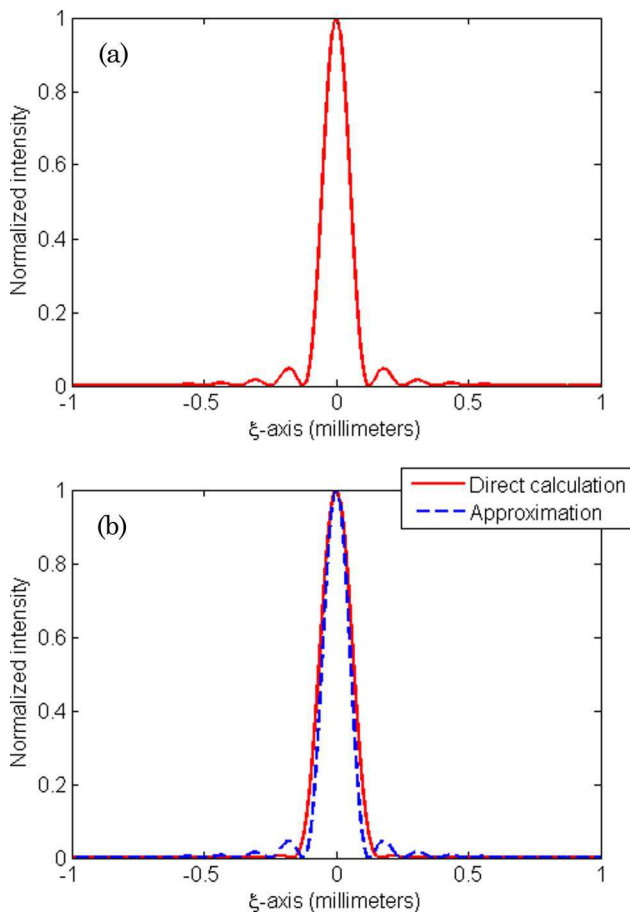 (a)
Normalized intensity
1
0.8
0.6
0.4
0.2
0
-1
-0.5
0
0.5
1
ξ-axis (millimeters)
Direct calculation
Approximation
(b)
Normalized intensity
1
0.8
0.6
0.4
0.2
0
-1
-0.5
0
0.5
1
ξ-axis (millimeters)